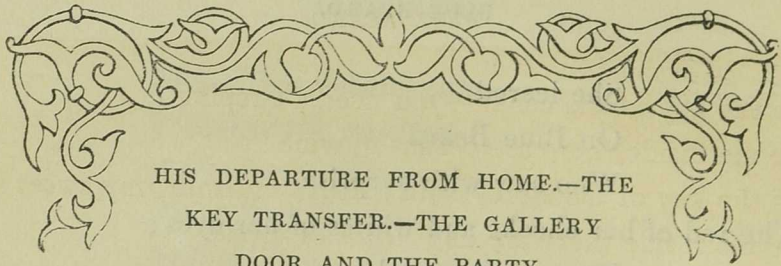 HIS DEPARTURE FROM HOME.—THE
KEY TRANSFER.—THE GALLERY
DOOR AND THE PARTY